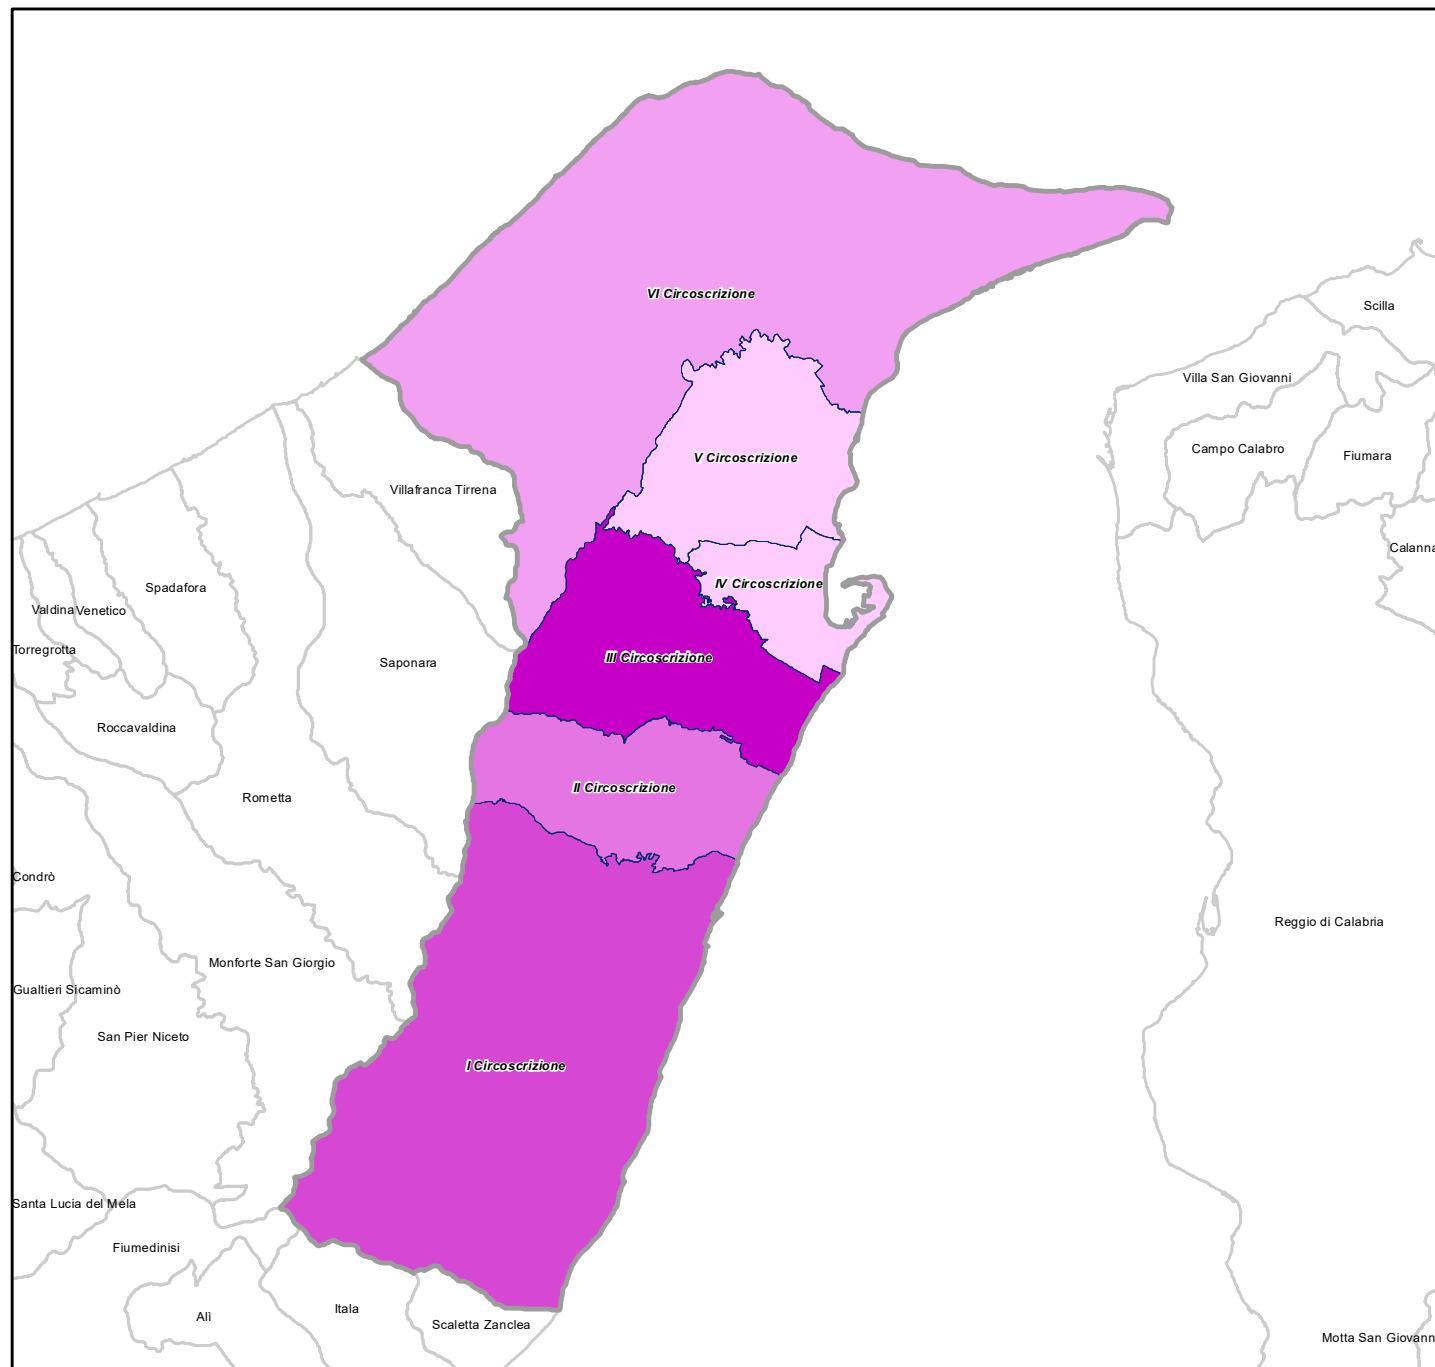 VI Circoscrizione
Scilla
Villa San Giovanni
V Circoscrizione
Campo Calabro
Fiumara
Villafranca Tirrena
Calanna
IV Circoscrizione
Spadafora
Valdina
Venetico
Torregrotta
III Circoscrizione
Saponara
Roccavaldina
II Circoscrizione
Rometta
Condrò
Reggio di Calabria
Monforte San Giorgio
Gualtieri Sicaminò
San Pier Niceto
I Circoscrizione
Santa Lucia del Mela
Fiumedinisi
Itala
Alì
Scaletta Zanclea
Motta San Giovann